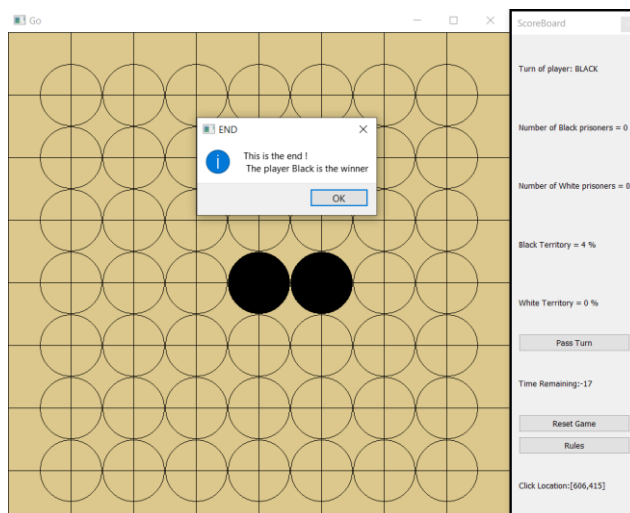 Go
ScoreBoard
Turn of player: BLACK
END
Number of Black prisoners = 0
This is the end !
The player Black is the winner
OK
Number of White prisoners = 0
Black Territory = 4 %
White Territory = 0 %
Pass Turn
Time Remaining:-17
Reset Game
Rules
Click Location:[606,415]